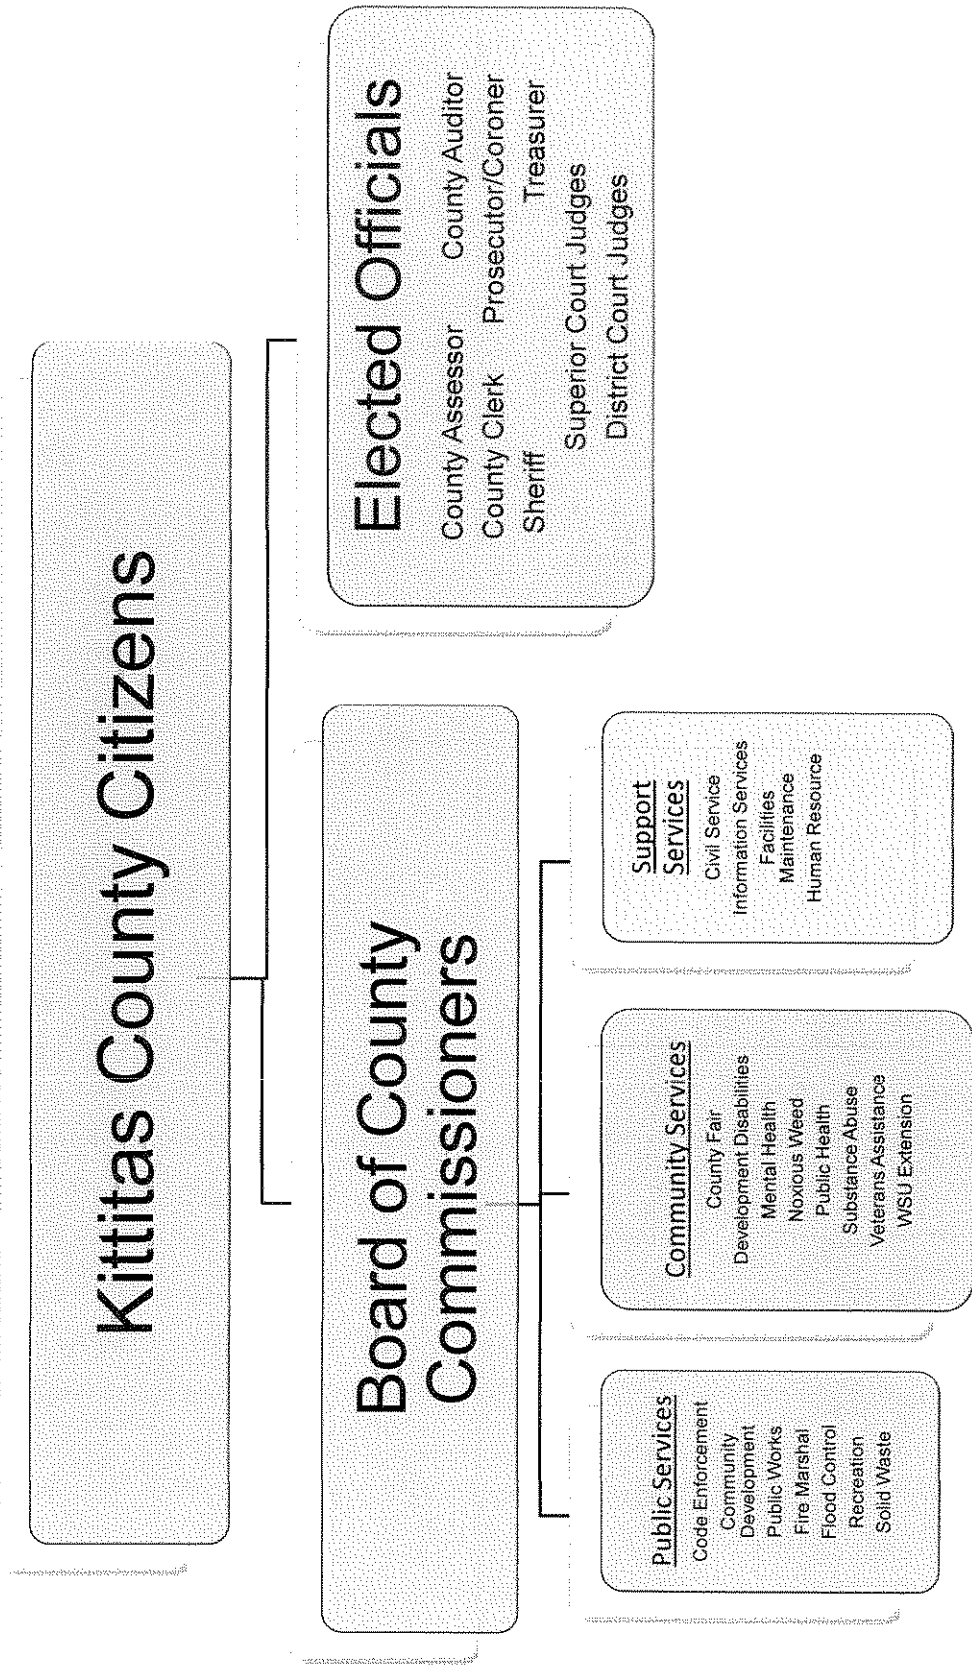 Kittitas County Citizens
Board of County
Commissioners
Elected Officials
County Assessor County Auditor
County Clerk Prosecutor/Coroner
Sheriff Treasurer
Superior Court Judges
District Court Judges
Public Services
Code Enforcement
Community
Development
Public Works
Fire Marshal
Flood Control
Recreation
Solid Waste
Community Services
County Fair
Development Disabilities
Mental Health
Noxious Weed
Public Health
Substance Abuse
Veterans Assistance
WSU Extension
Support
Services
Civil Service
Information Services
Facilities
Maintenance
Human Resource